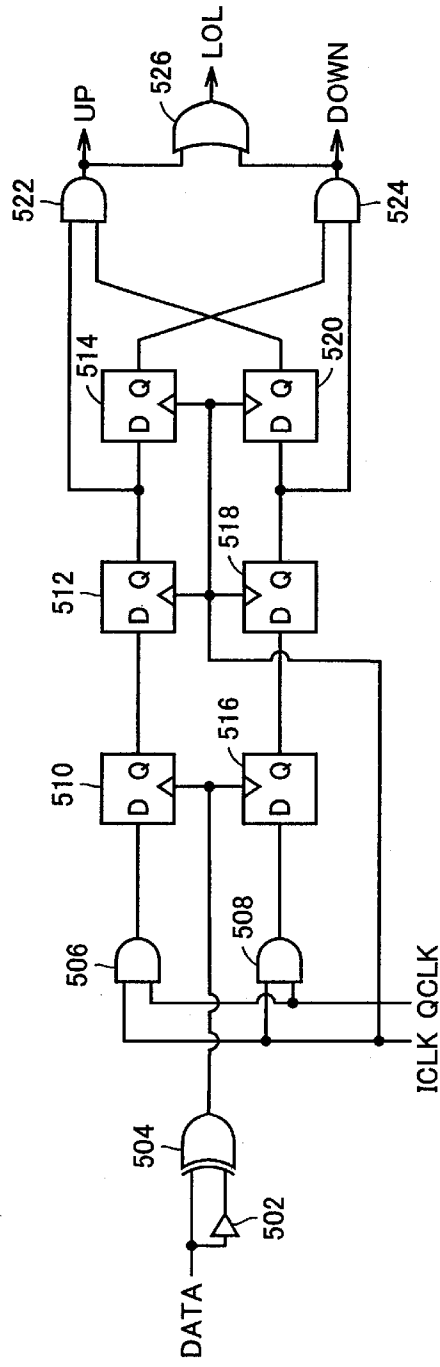 DATA
502
504
ICLK QCLK
506
508
510
D Q
516
D Q
512
D Q
518
D Q
514
D Q
520
D Q
522
UP
524
DOWN
526
LOL